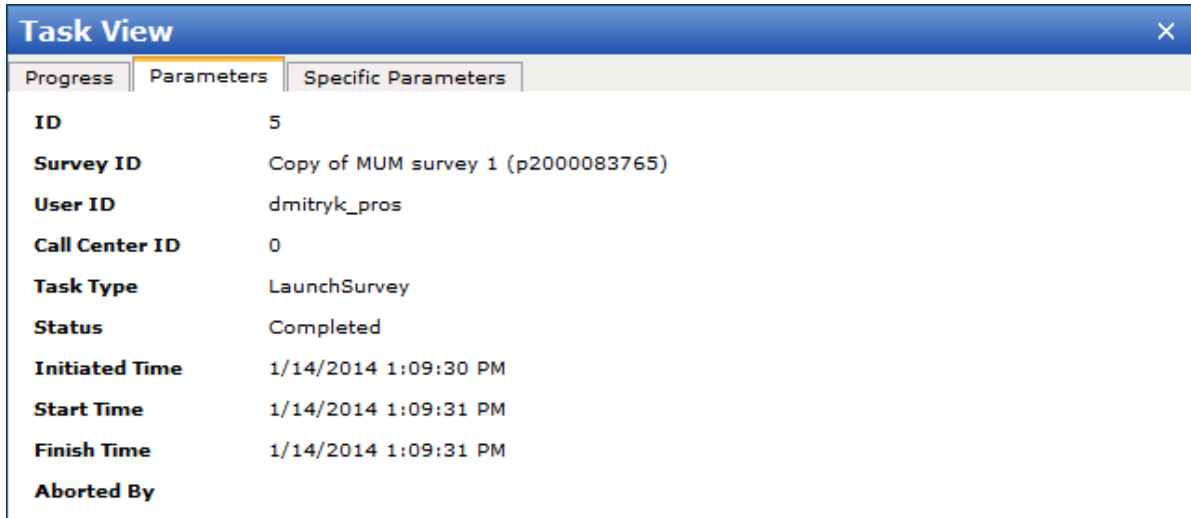 Task View
Progress Parameters Specific Parameters
ID 5
Survey ID Copy of MUM survey 1 (p2000083765)
User ID dmitryk_pros
Call Center ID 0
Task Type LaunchSurvey
Status Completed
Initiated Time 1/14/2014 1:09:30 PM
Start Time 1/14/2014 1:09:31 PM
Finish Time 1/14/2014 1:09:31 PM
Aborted By